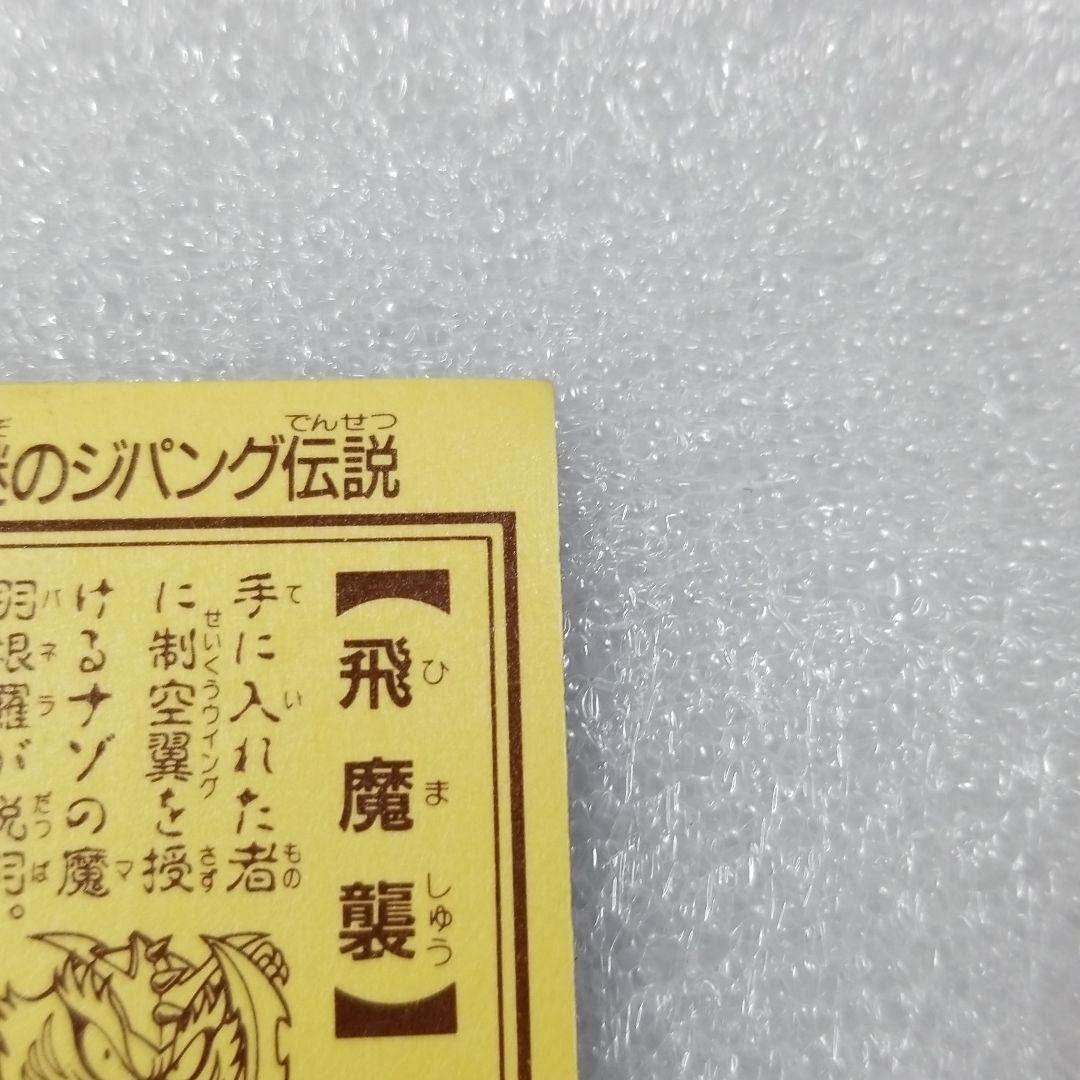 謎のジパング伝説
でんせつ
【飛魔襲】
ひましゅう
手に入れた者
ていもの
に制空翼を授
せいくうウイングさず
けるナゾの魔
マ
羽根羅が脱羽。
バネラだつぱ